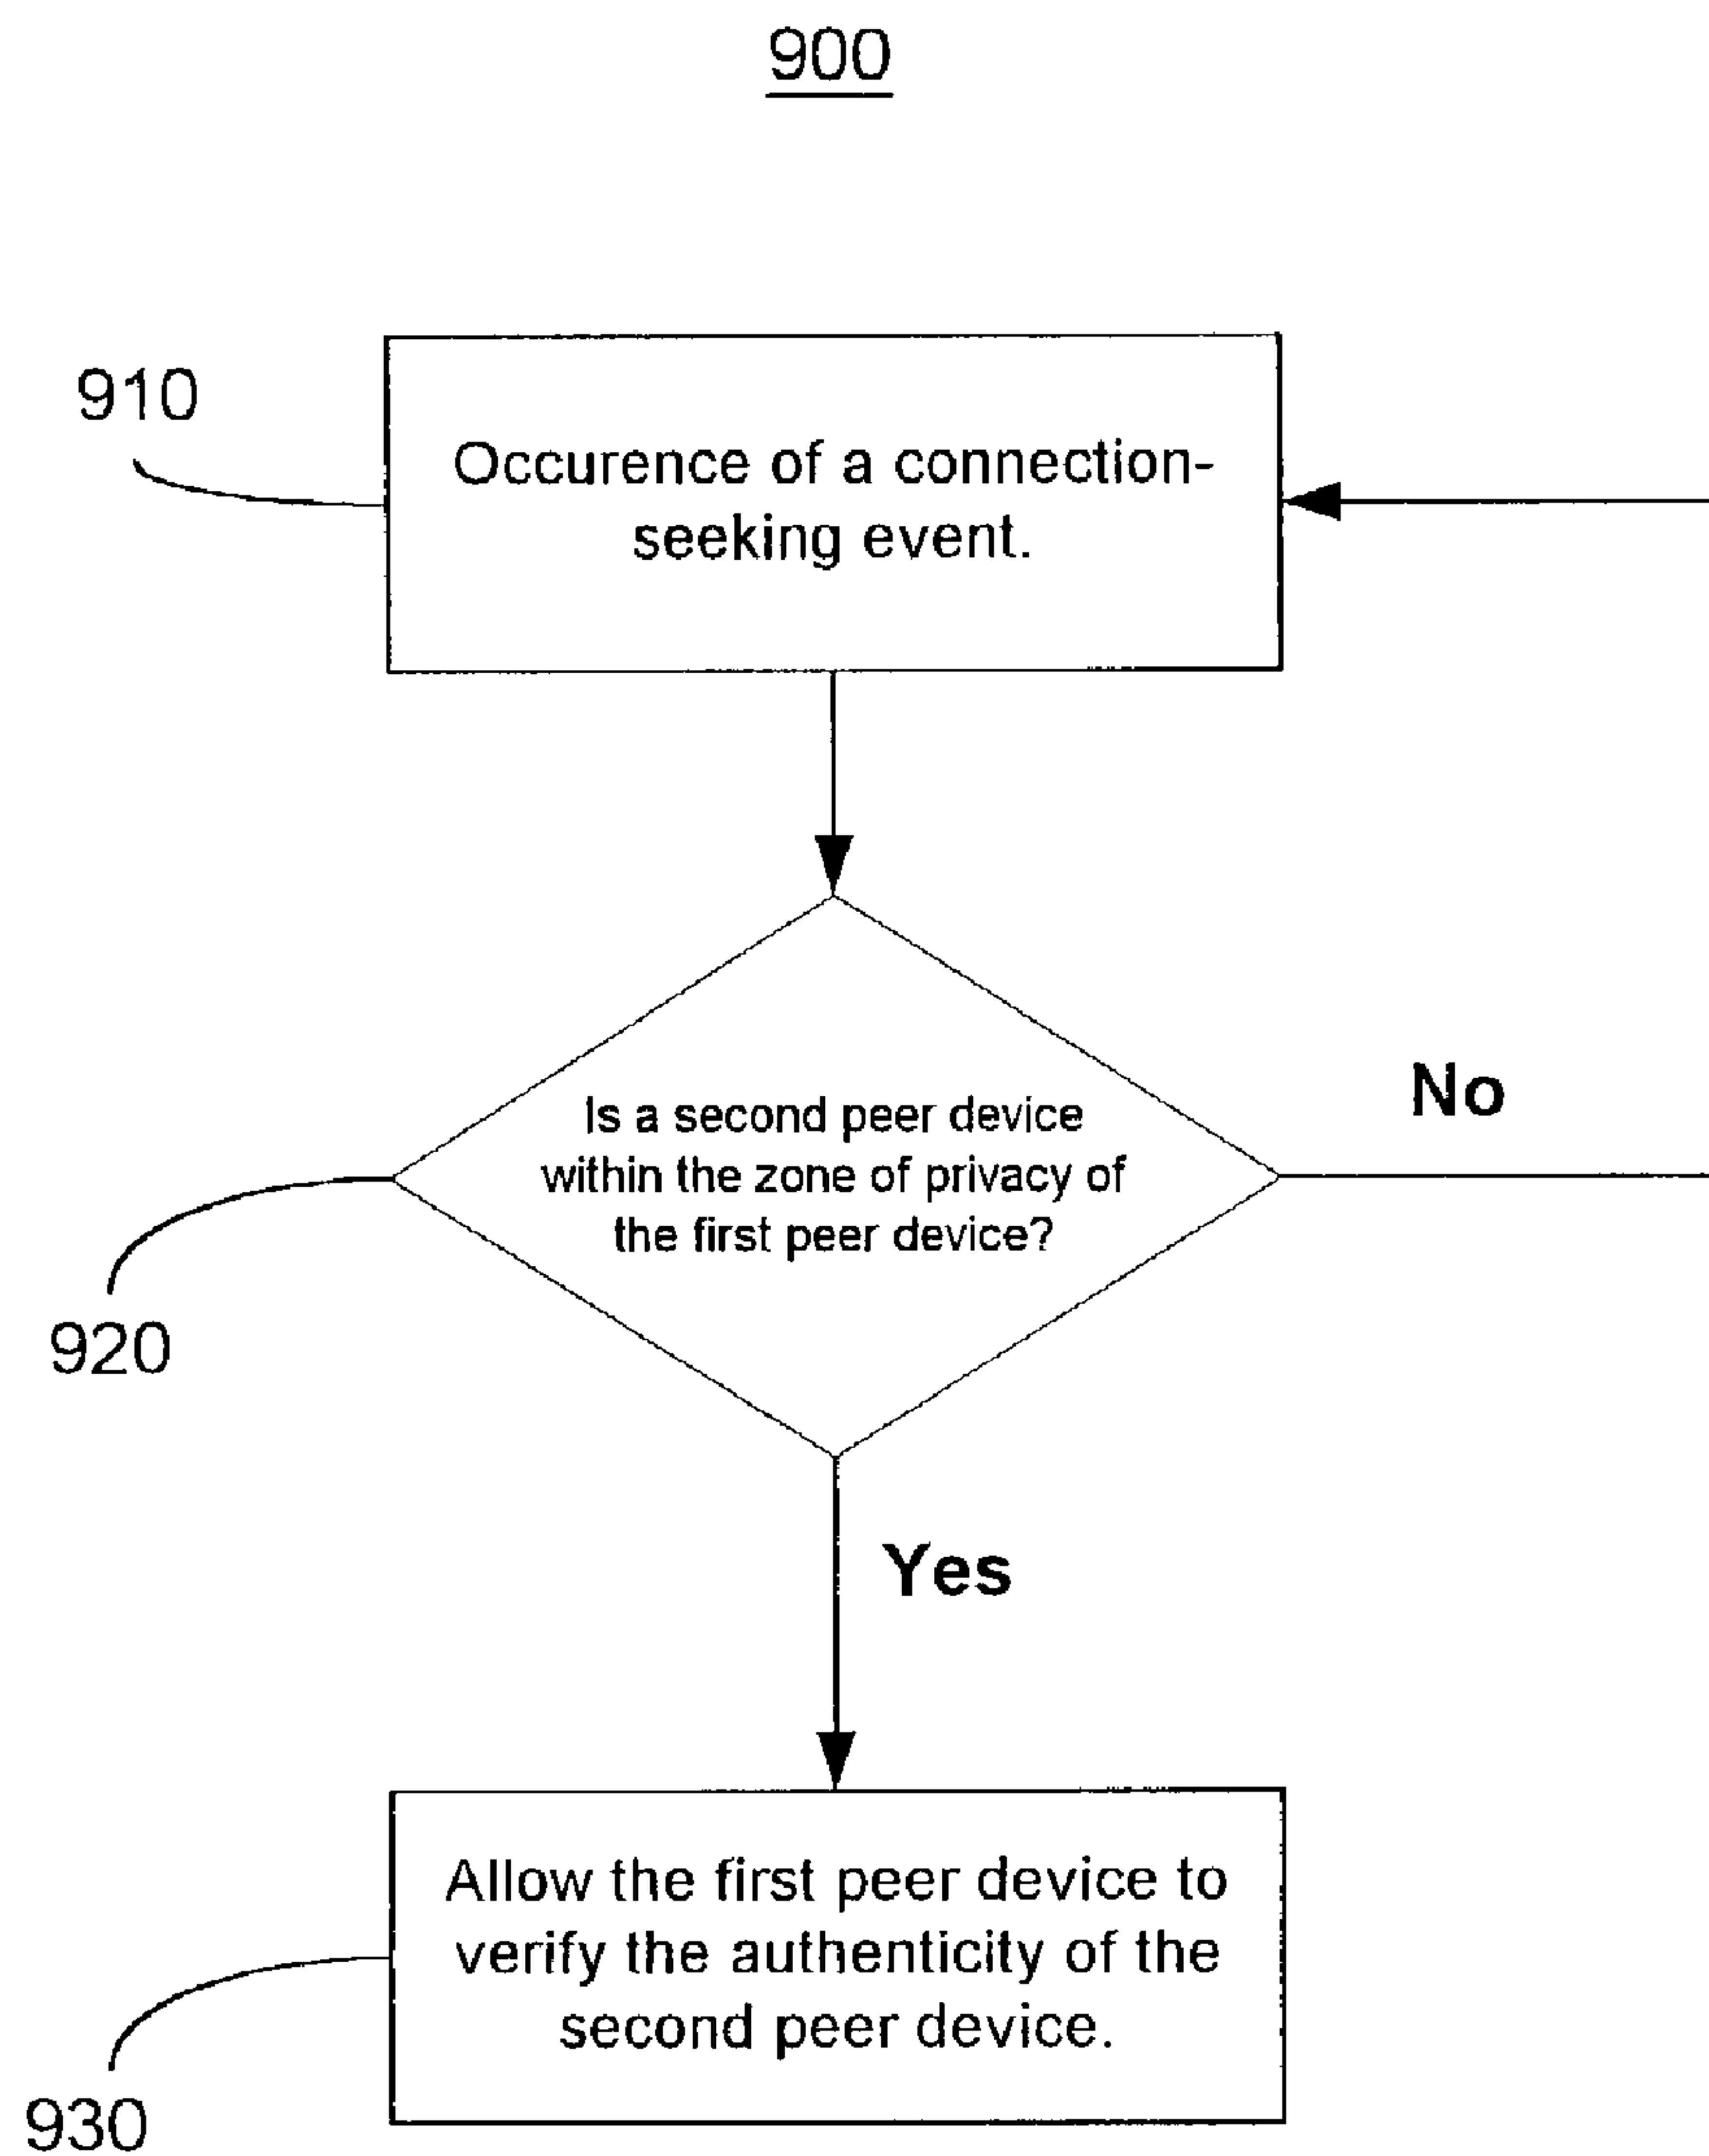 900
910
Occurence of a connection-
seeking event.
Is a second peer device
within the zone of privacy of
the first peer device?
No
920
Yes
Allow the first peer device to
verify the authenticity of the
second peer device.
930